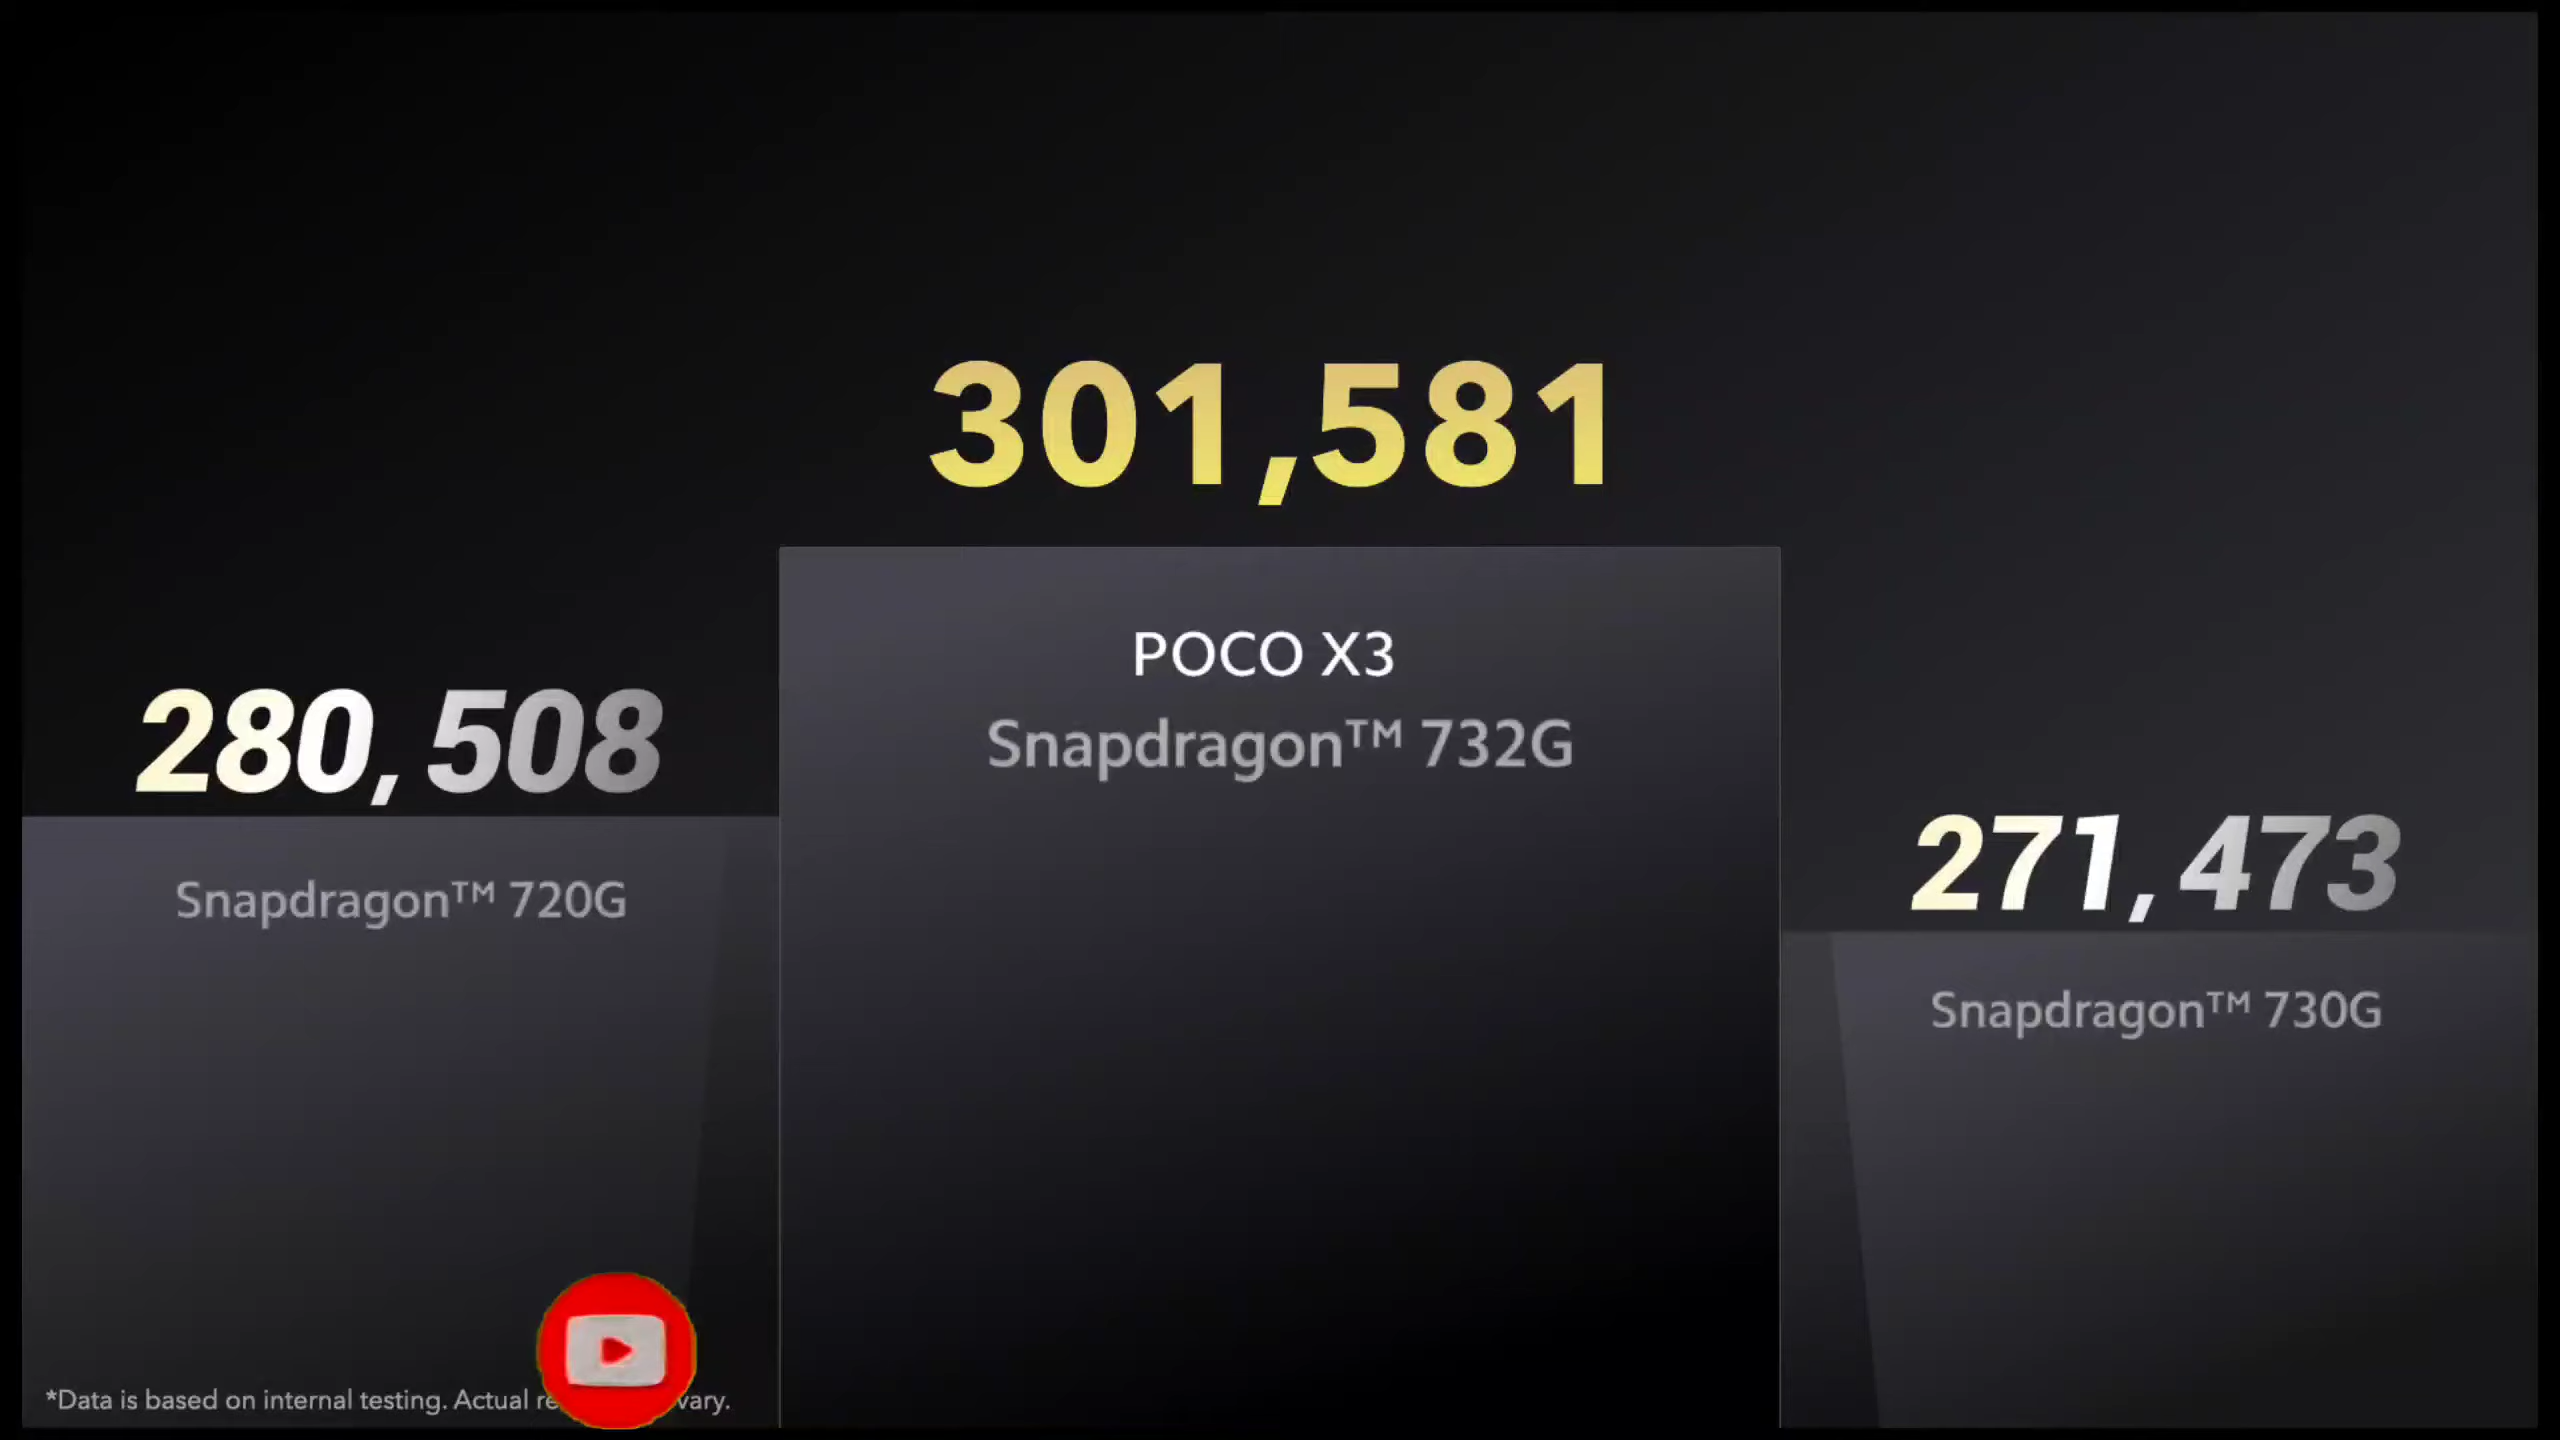 301,581
POCO X3
Snapdragon™ 732G
280,508
Snapdragon™ 720G
271,473
Snapdragon™ 730G
*Data is based on internal testing. Actual vary.